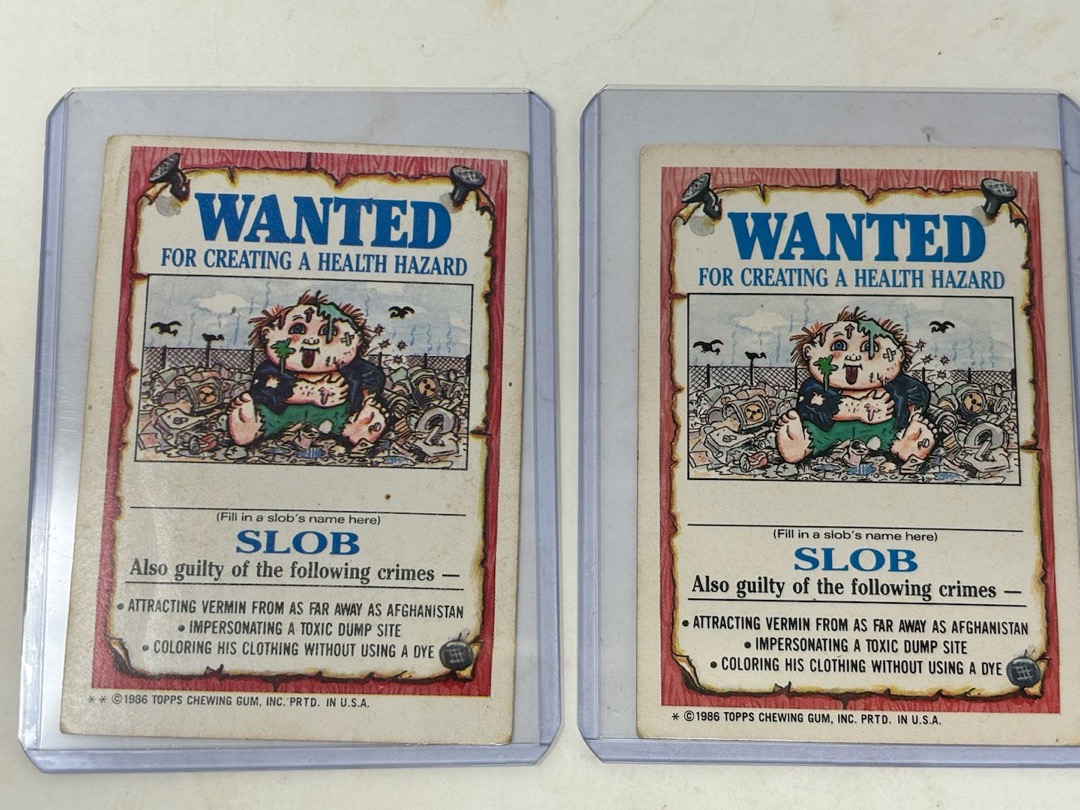 WANTED
FOR CREATING A HEALTH HAZARD
(Fill in a slob's name here)
SLOB
Also guilty of the following crimes —
• ATTRACTING VERMIN FROM AS FAR AWAY AS AFGHANISTAN
• IMPERSONATING A TOXIC DUMP SITE
• COLORING HIS CLOTHING WITHOUT USING A DYE
** ©1986 TOPPS CHEWING GUM, INC. PRTD. IN U.S.A.
WANTED
FOR CREATING A HEALTH HAZARD
(Fill in a slob's name here)
SLOB
Also guilty of the following crimes —
• ATTRACTING VERMIN FROM AS FAR AWAY AS AFGHANISTAN
• IMPERSONATING A TOXIC DUMP SITE
• COLORING HIS CLOTHING WITHOUT USING A DYE
* ©1986 TOPPS CHEWING GUM, INC. PRTD. IN U.S.A.